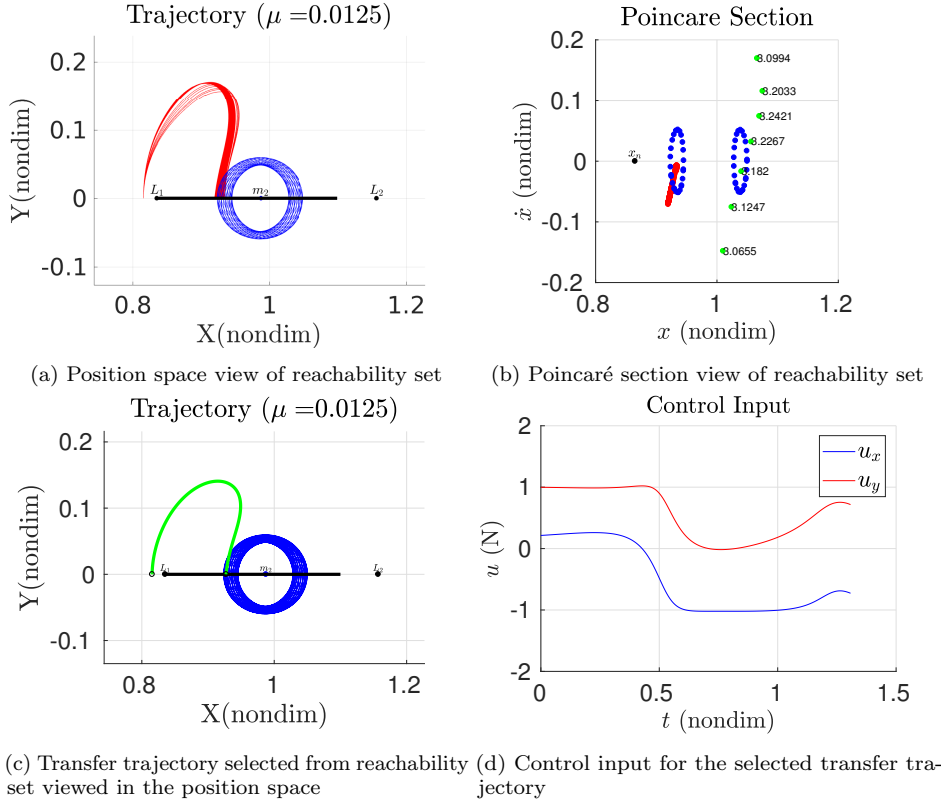 Trajectory (μ =0.0125)
Y(nondim)
0.2
0.1
0
-0.1
L₁
m₂
L₂
0.8
1
1.2
X(nondim)
Poincare Section
ẋ (nondim)
0.2
0.1
0
-0.1
-0.2
3.0994
3.2033
3.2421
3.2267
3.182
3.1247
3.0655
xₙ
0.8
1
1.2
x (nondim)
(a) Position space view of reachability set
(b) Poincaré section view of reachability set
Trajectory (μ =0.0125)
Y(nondim)
0.2
0.1
0
-0.1
L₁
m₂
L₂
0.8
1
1.2
X(nondim)
Control Input
u (N)
2
1
0
-1
-2
uₓ
u_y
0
0.5
1
1.5
t (nondim)
(c) Transfer trajectory selected from reachability
set viewed in the position space
(d) Control input for the selected transfer tra-
jectory